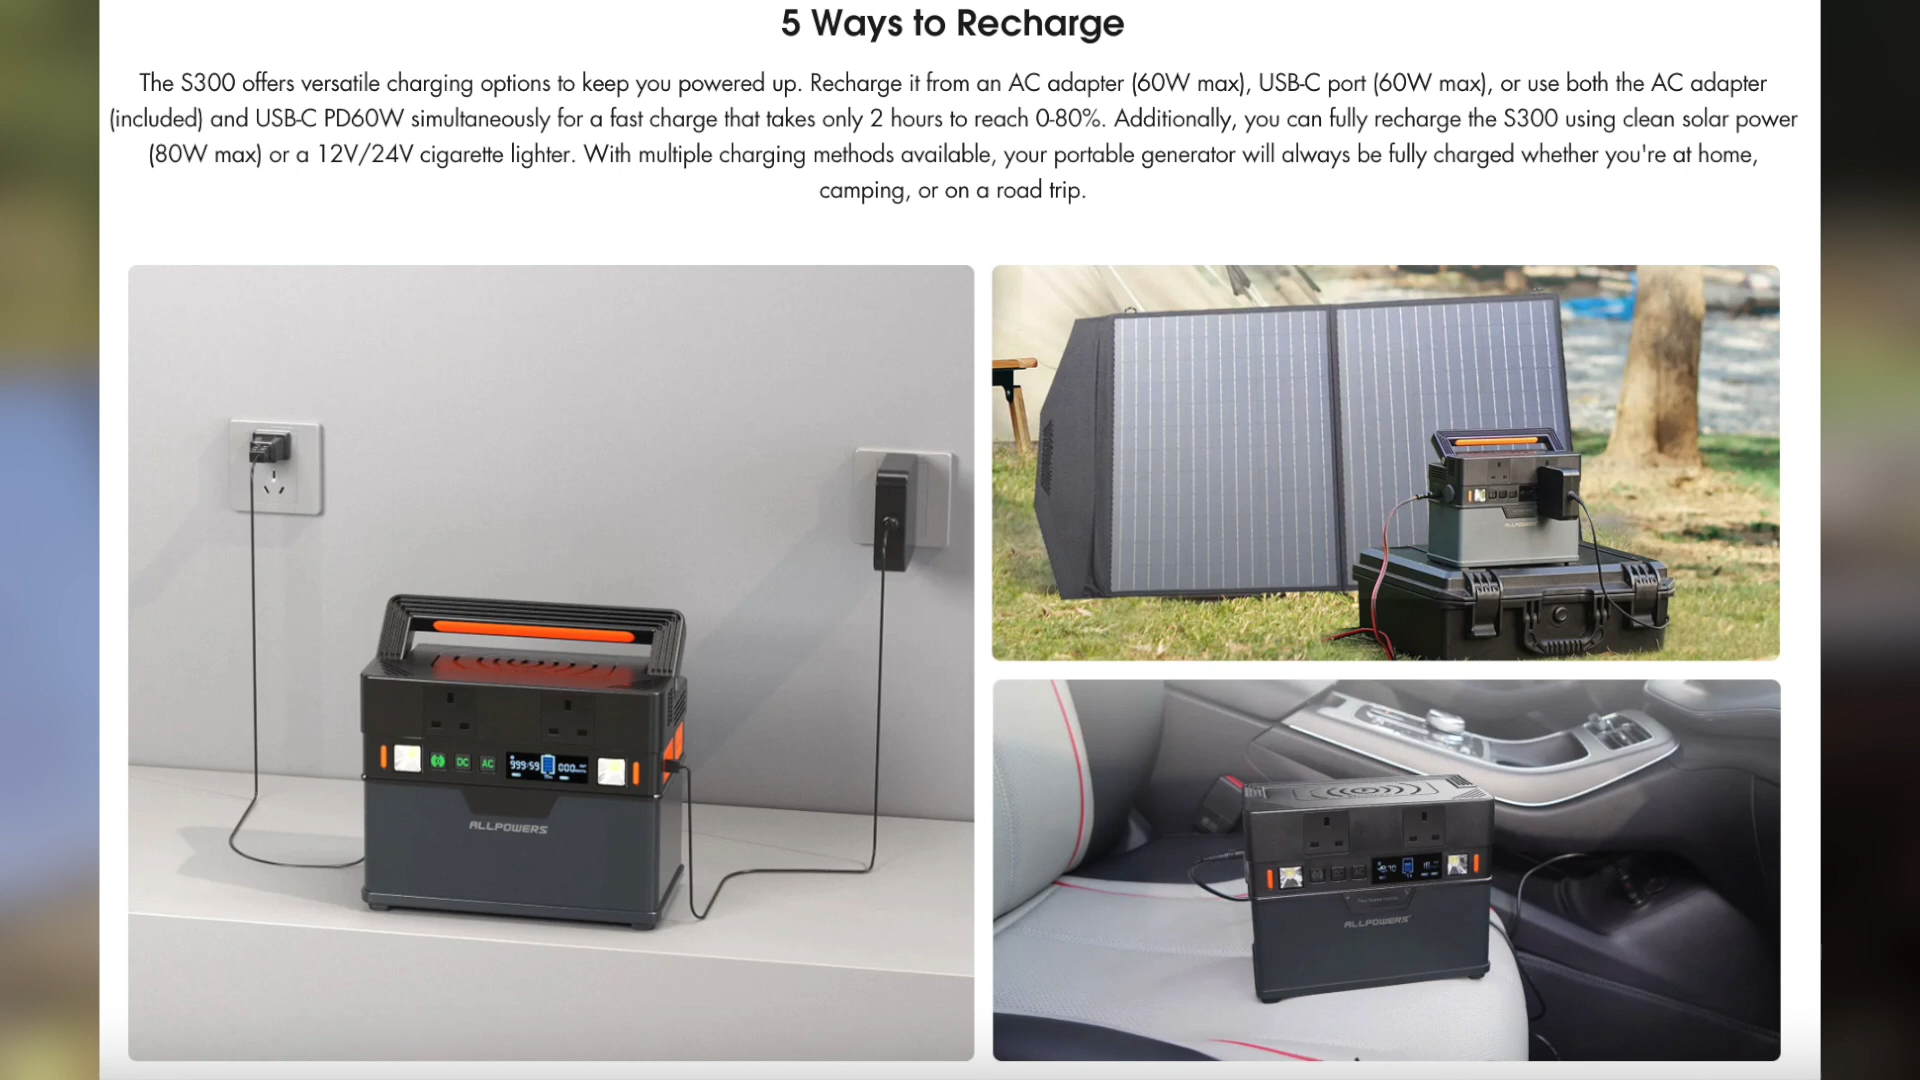 5 Ways to Recharge
The S300 offers versatile charging options to keep you powered up. Recharge it from an AC adapter (60W max), USB-C port (60W max), or use both the AC adapter
(included) and USB-C PD60W simultaneously for a fast charge that takes only 2 hours to reach 0-80%. Additionally, you can fully recharge the S300 using clean solar power
(80W max) or a 12V/24V cigarette lighter. With multiple charging methods available, your portable generator will always be fully charged whether you're at home,
camping, or on a road trip.
DC AC 999:59 000
ALLPOWERS
ALLPOWERS
ALLPOWERS